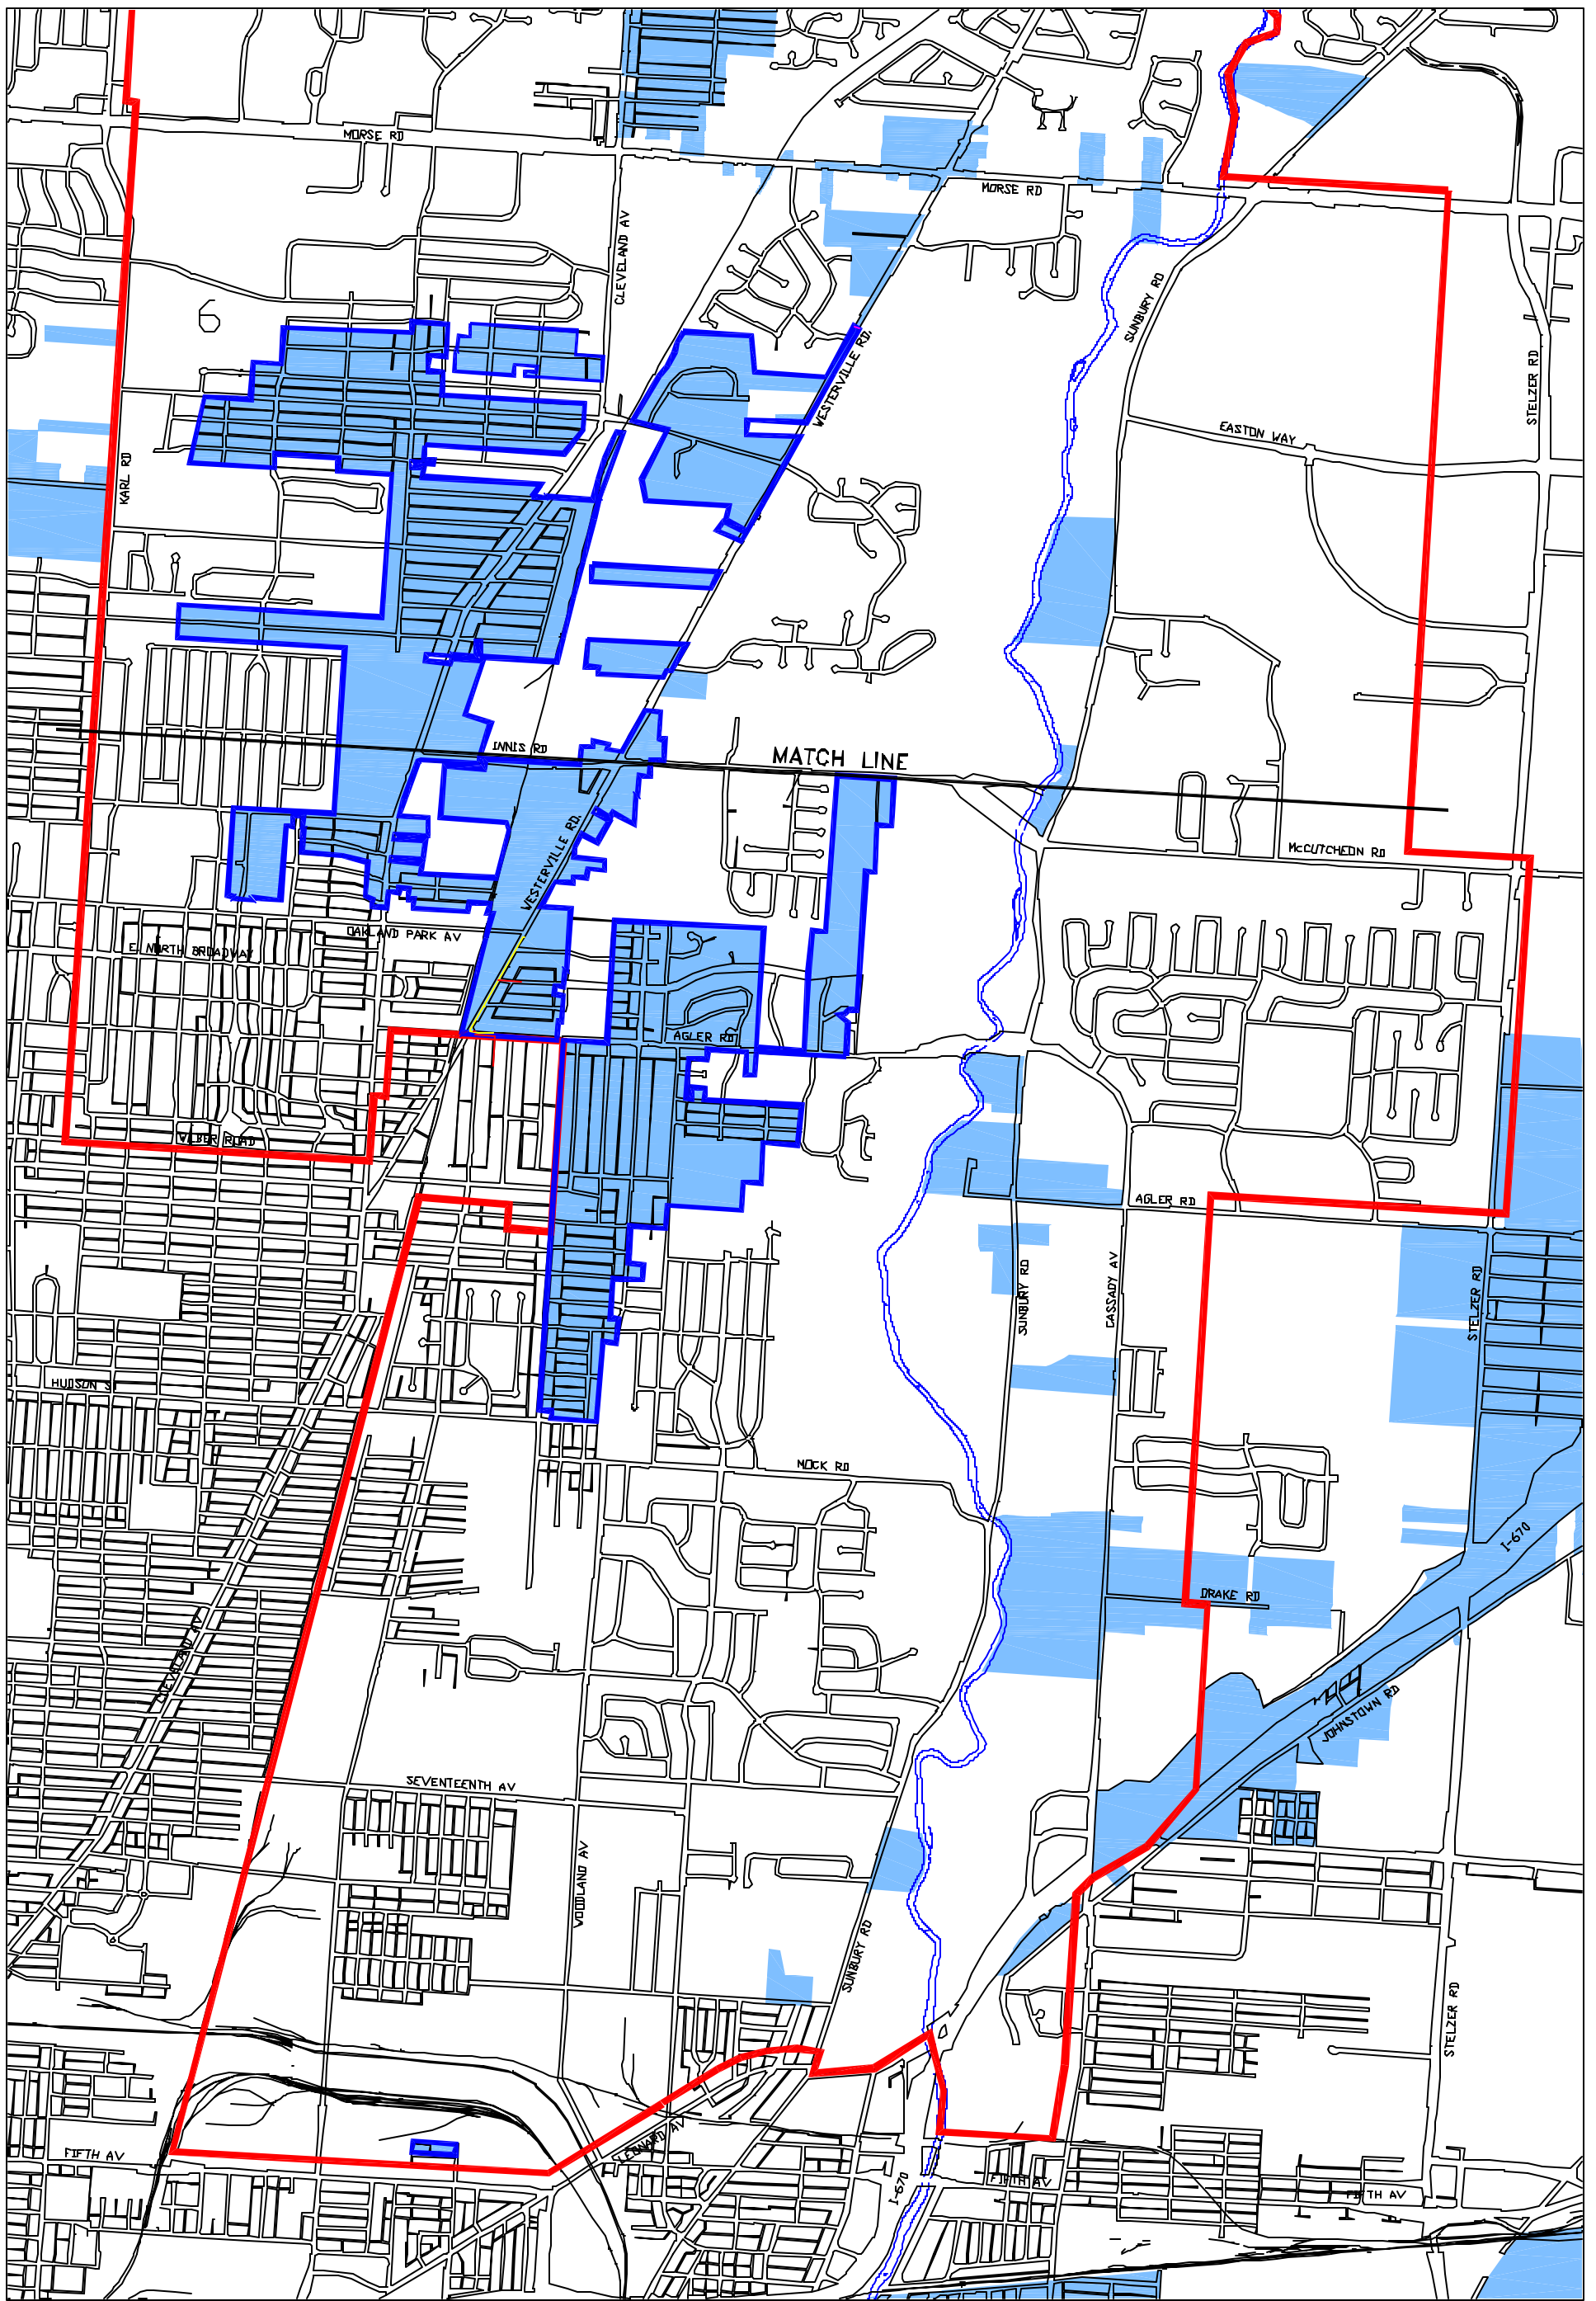 MORSE RD
MORSE RD
CLEVELAND AV
SUNBURY RD
6
WESTERVILLE RD.
STELZER RD
EASTON WAY
KARL RD
INNIS RD
MATCH LINE
WESTERVILLE RD.
McCUTCHEON RD
OAKLAND PARK AV
E. NORTH BROADWAY
AGLER RD
WEBER ROAD
AGLER RD
SUNBURY RD
CASSADY AV
STELZER RD
HUDSON ST
MOCK RD
I-670
DRAKE RD
CLEVELAND AV
JOHNSTOWN RD
SEVENTEENTH AV
WOODLAND AV
SUNBURY RD
STELZER RD
FIFTH AV
LEONARD AV
I-670
FIFTH AV
FIFTH AV